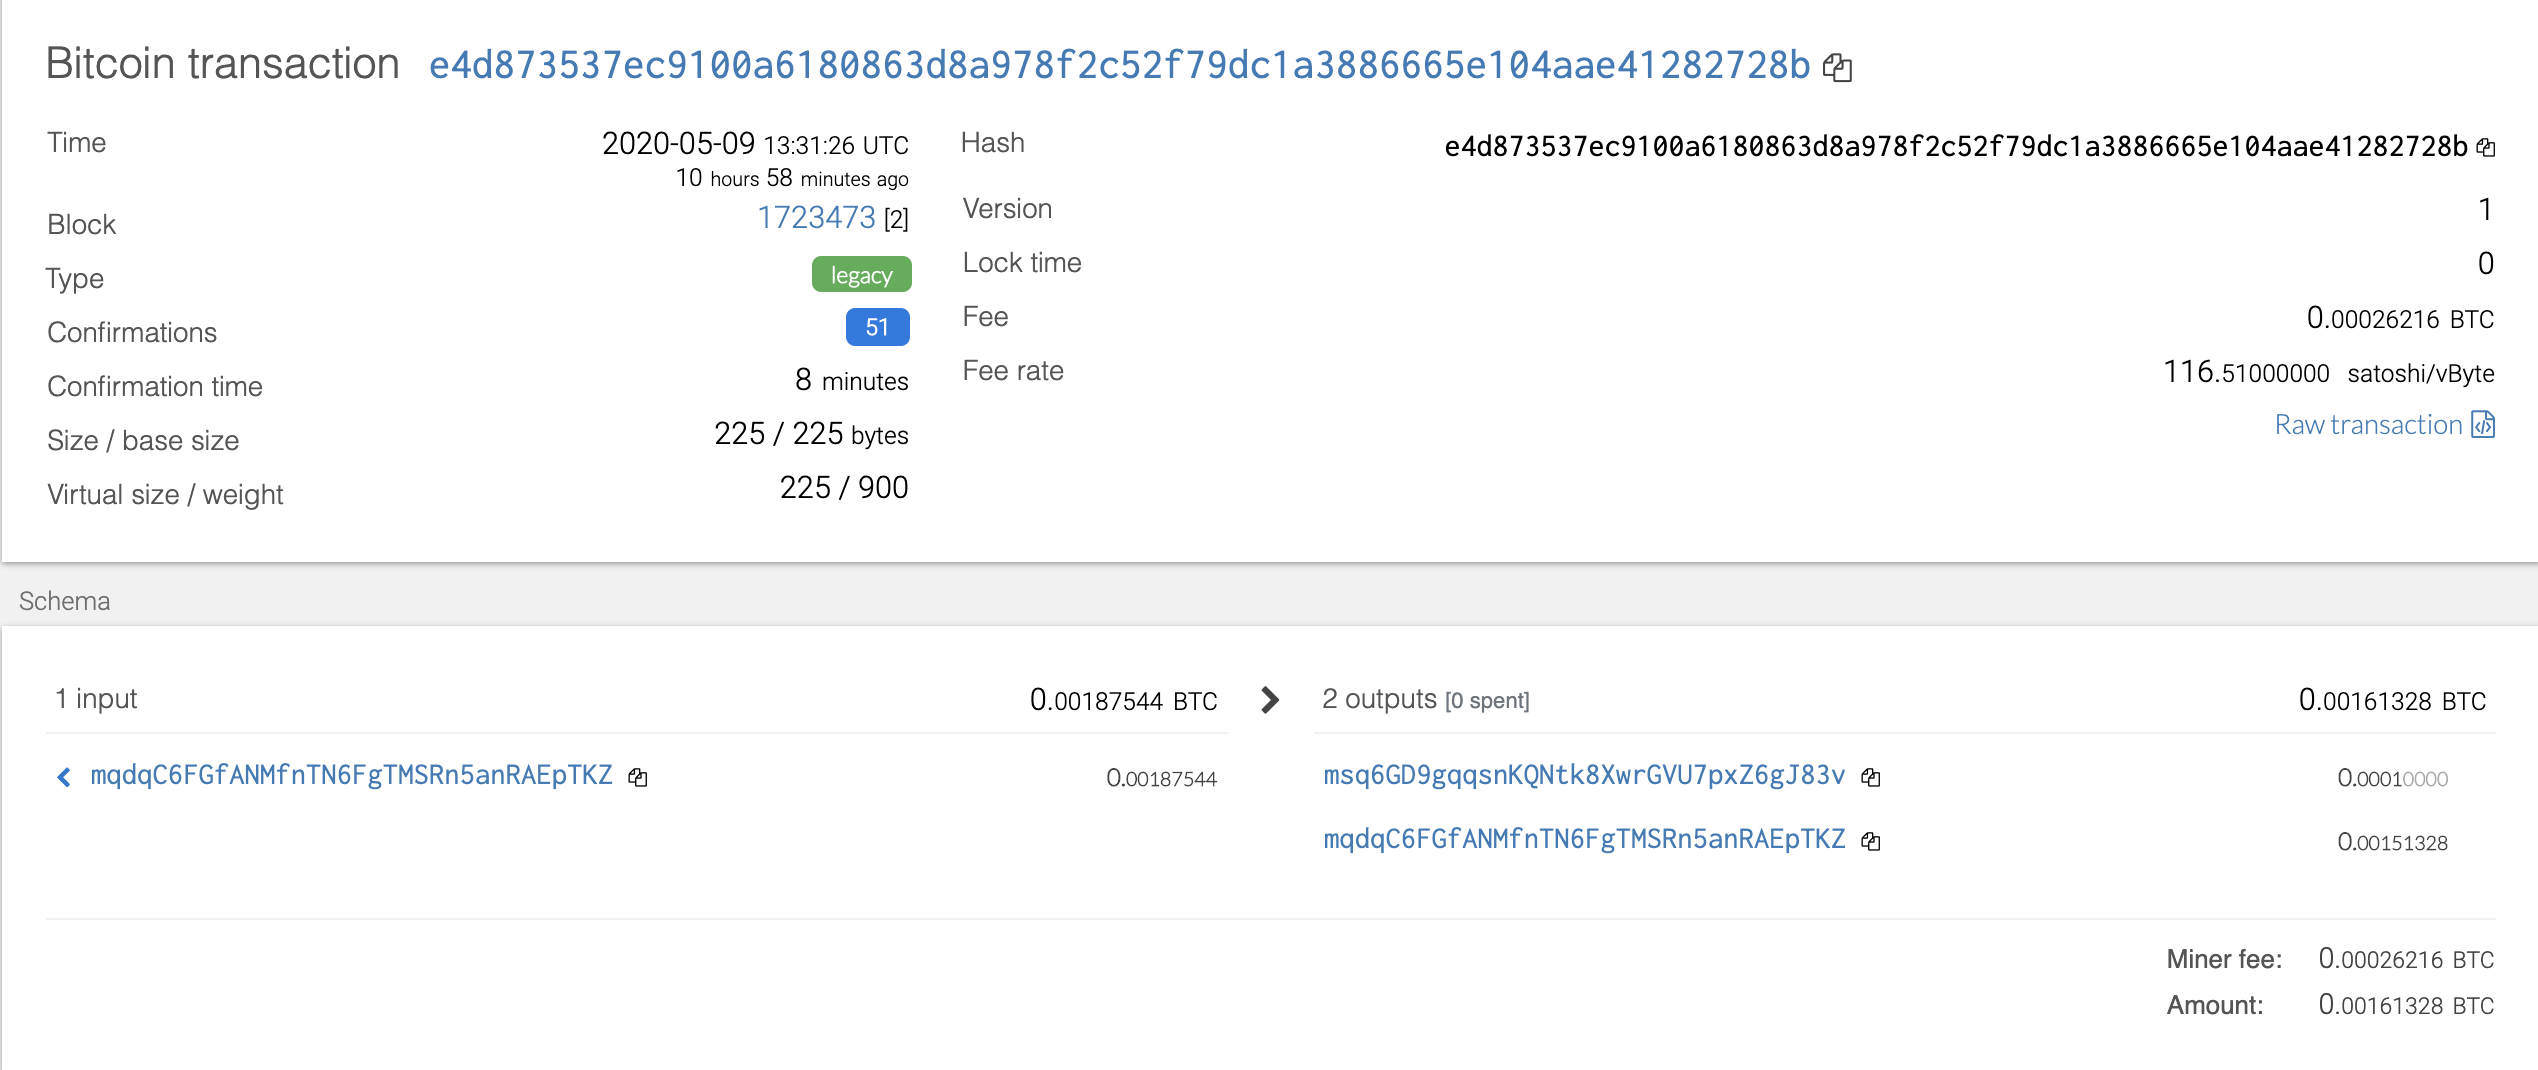 Bitcoin transaction e4d873537ec9100a6180863d8a978f2c52f79dc1a3886665e104aae41282728b
Time 2020-05-09 13:31:26 UTC
10 hours 58 minutes ago
Block 1723473 [2]
Type legacy
Confirmations 51
Confirmation time 8 minutes
Size / base size 225 / 225 bytes
Virtual size / weight 225 / 900
Hash e4d873537ec9100a6180863d8a978f2c52f79dc1a3886665e104aae41282728b
Version 1
Lock time 0
Fee 0.00026216 BTC
Fee rate 116.51000000 satoshi/vByte
Raw transaction
Schema
1 input 0.00187544 BTC
mqdqC6FGfANMfnTN6FgTMSRn5anRAEpTKZ 0.00187544
2 outputs [0 spent] 0.00161328 BTC
msq6GD9gqqsnKQNtk8XwrGVU7pxZ6gJ83v 0.00010000
mqdqC6FGfANMfnTN6FgTMSRn5anRAEpTKZ 0.00151328
Miner fee: 0.00026216 BTC
Amount: 0.00161328 BTC